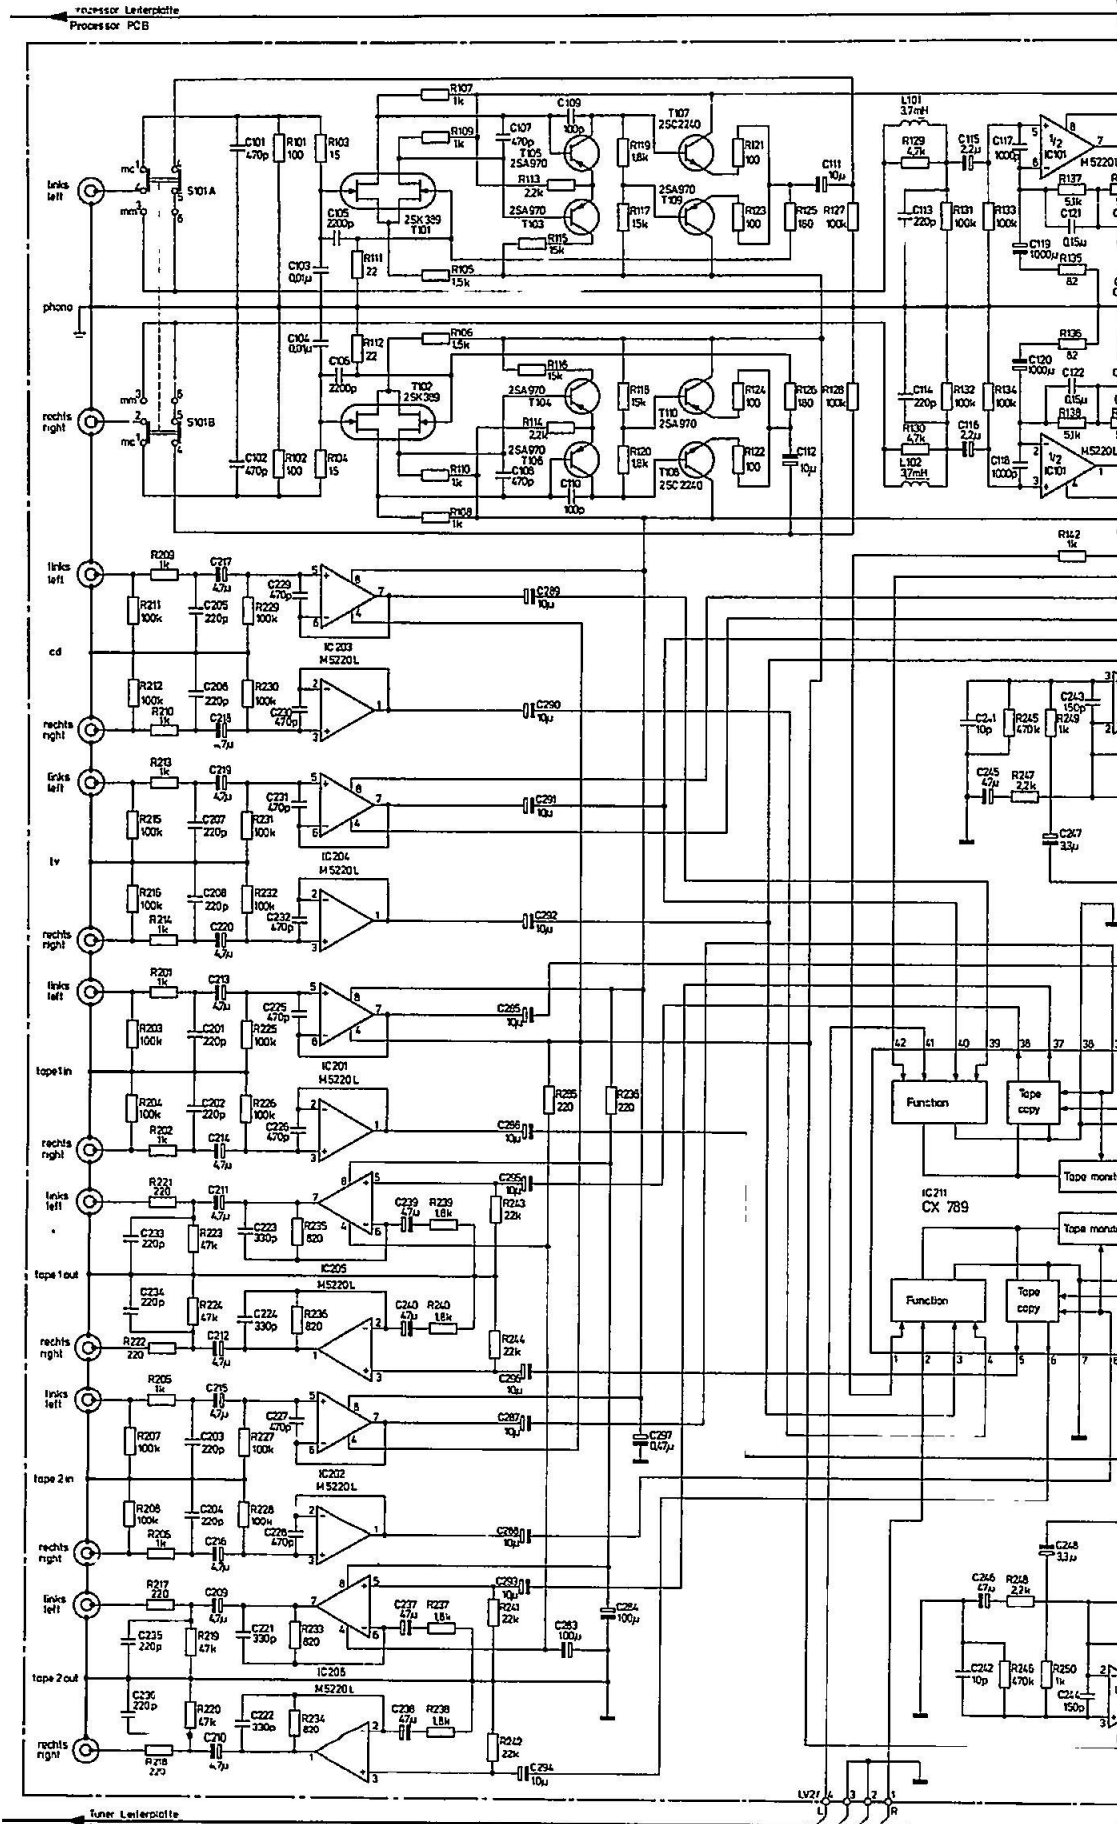 Leiterplatte
Processor PCB
links
left
mc
mm
S101A
C101
470p
R101
100
R103
15
R107
1k
R109
1k
C107
470p
C109
100p
T105
2SA970
R113
2,2k
2SA970
T103
R115
15k
2SK389
T101
C105
2200p
C103
0,01µ
R111
22
R105
1,5k
R119
1,8k
R117
15k
T107
2SC2240
2SA970
T109
R121
100
R123
100
R125
180
C111
10µ
R127
100k
L101
3,7mH
R129
4,7k
C115
2,2µ
C117
1000p
C113
220p
R131
100k
R133
100k
1/2
IC101
R137
5,1k
C121
0,15µ
C119
1000µ
R135
82
phono
C104
0,01µ
C106
2200p
R112
22
R106
1,5k
T102
2SK389
R116
15k
2SA970
T104
R114
2,2k
2SA970
T106
R118
15k
T110
2SA970
R124
100
R126
180
R128
100k
C114
220p
R132
100k
R134
100k
R136
82
C120
1000µ
C122
0,15µ
R138
5,1k
rechts
right
mm
mc
S101B
C102
470p
R102
100
R104
15
R110
1k
R108
1k
C108
470p
C110
100p
R120
1,8k
T108
2SC2240
R122
100
C112
10µ
R130
4,7k
L102
3,7mH
C116
2,2µ
C118
1000p
1/2
IC101
M5220L
R142
1k
links
left
R209
1k
C217
4,7µ
R211
100k
C205
220p
R229
100k
C229
470p
C289
10µ
cd
IC203
M5220L
R212
100k
R210
1k
C206
220p
C218
R230
100k
C230
470p
C290
10µ
rechts
right
C241
10p
R245
470k
R249
1k
C243
150p
C245
47µ
R247
2,2k
C247
3,3µ
links
left
R213
1k
C219
4,7µ
R215
100k
C207
220p
R231
100k
C231
470p
C291
10µ
tv
IC204
M5220L
R216
100k
R214
1k
C208
220p
C220
4,7µ
R232
100k
C232
470p
C292
10µ
rechts
right
links
left
R201
1k
C213
4,7µ
R203
100k
C201
220p
R225
100k
C225
470p
C285
10µ
tape1 in
IC201
M5220L
R204
100k
R202
1k
C202
220p
C214
4,7µ
R226
100k
C226
470p
C286
10µ
R236
220
rechts
right
42 41 40 39 38 37
Function
Tape
copy
IC211
CX 789
Function
Tape
copy
1 2 3 4 5 6 7
links
left
R221
220
C211
4,7µ
C233
220p
R223
47k
C223
330p
R235
820
C239
47µ
R239
1,8k
C295
10µ
R243
22k
tape 1 out
IC205
M5220L
C234
220p
R224
47k
C224
330p
R236
820
C240
47µ
R240
1,8k
R244
22k
C296
10µ
rechts
right
R222
220
C212
4,7µ
links
left
R205
1k
C215
4,7µ
R207
100k
C203
220p
R227
100k
C227
470p
C287
10µ
C297
0,47µ
tape 2 in
IC202
M5220L
R208
100k
C204
220p
C216
4,7µ
R228
100k
C228
470p
C288
10µ
rechts
right
links
left
R217
220
C209
4,7µ
C235
220p
R219
47k
C221
330p
R233
820
C237
47µ
R237
1,8k
C293
10µ
R241
22k
C283
100µ
C284
100µ
tape 2 out
IC206
M5220L
C236
220p
R220
47k
C222
330p
R234
820
C238
47µ
R238
1,8k
R242
22k
C294
10µ
rechts
right
R218
220
C210
4,7µ
C248
3,3µ
C246
47µ
R248
2,2k
C242
10p
R246
470k
R250
1k
C244
150p
4 3 2 1
L R
Tuner Leiterplatte